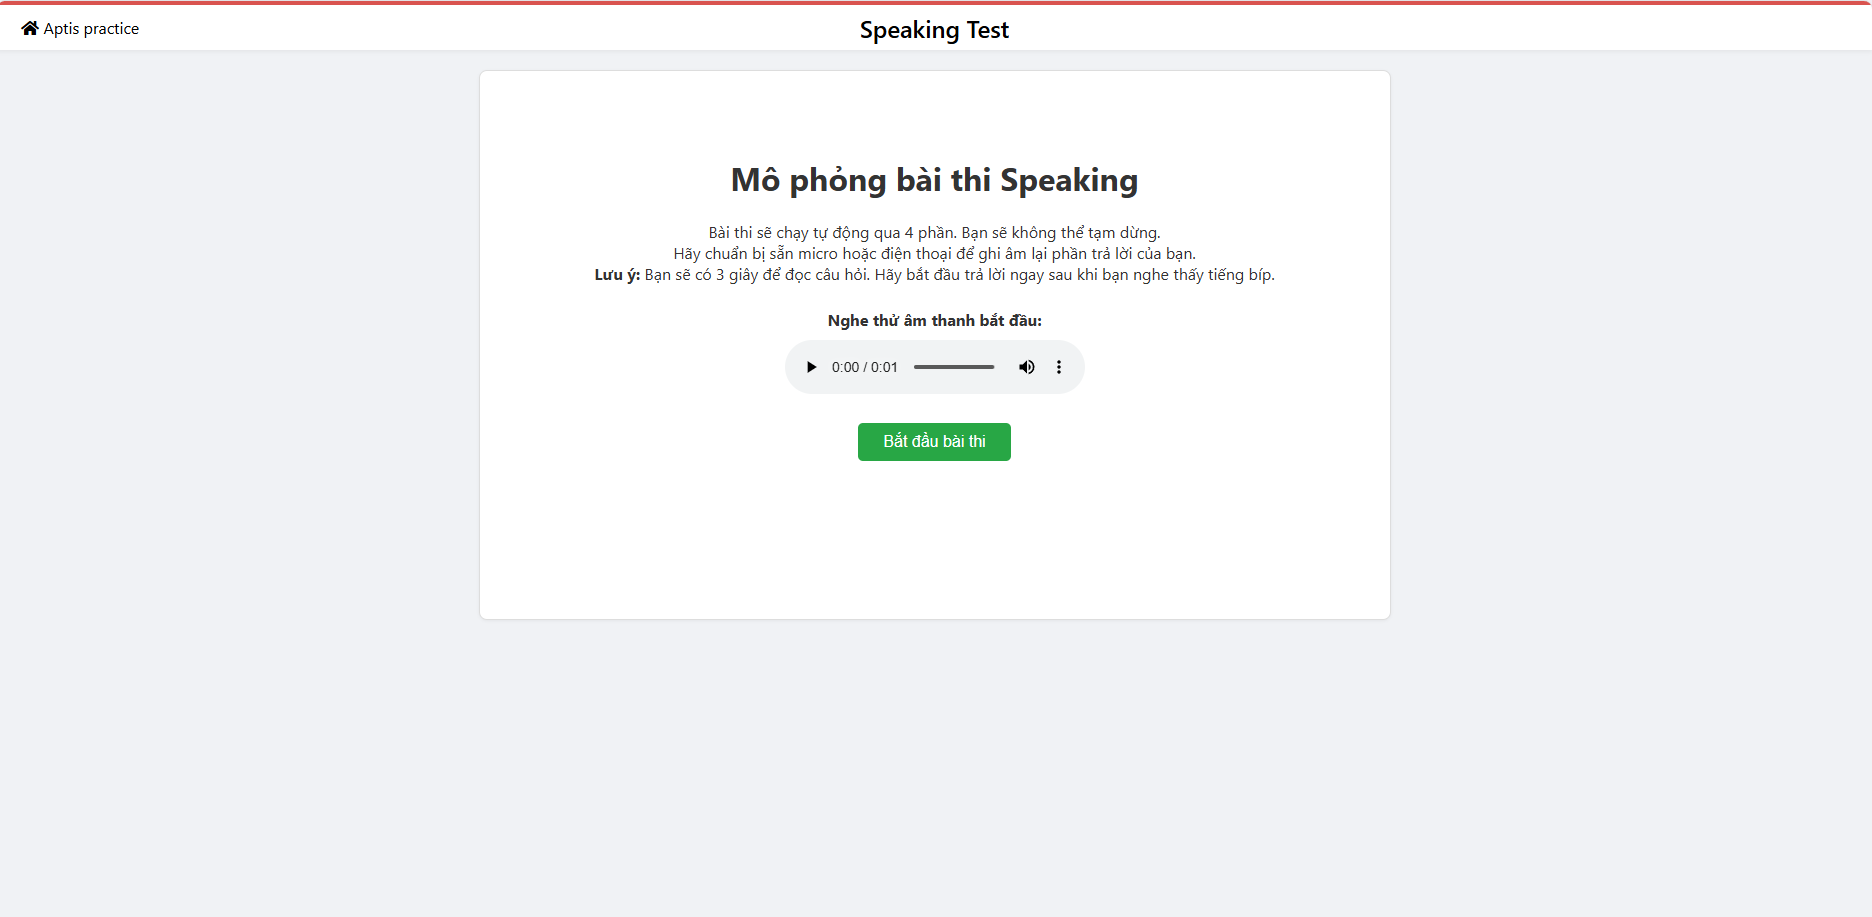 Aptis practice
Speaking Test
Mô phỏng bài thi Speaking
Bài thi sẽ chạy tự động qua 4 phần. Bạn sẽ không thể tạm dừng.
Hãy chuẩn bị sẵn micro hoặc điện thoại để ghi âm lại phần trả lời của bạn.
Lưu ý: Bạn sẽ có 3 giây để đọc câu hỏi. Hãy bắt đầu trả lời ngay sau khi bạn nghe thấy tiếng bíp.
Nghe thử âm thanh bắt đầu:
0:00 / 0:01
Bắt đầu bài thi